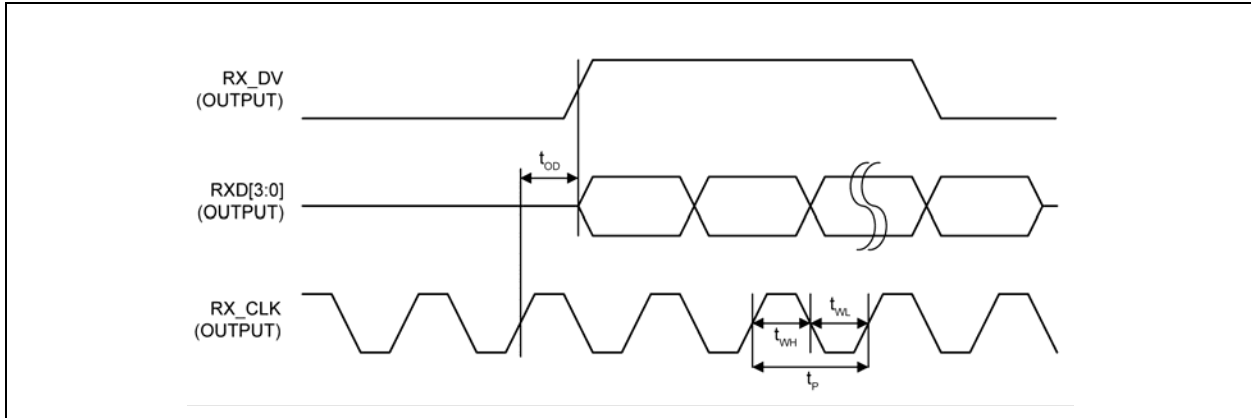 RX_DV
(OUTPUT)
t_OD
RXD[3:0]
(OUTPUT)
RX_CLK
(OUTPUT)
t_WL
t_WH
t_P